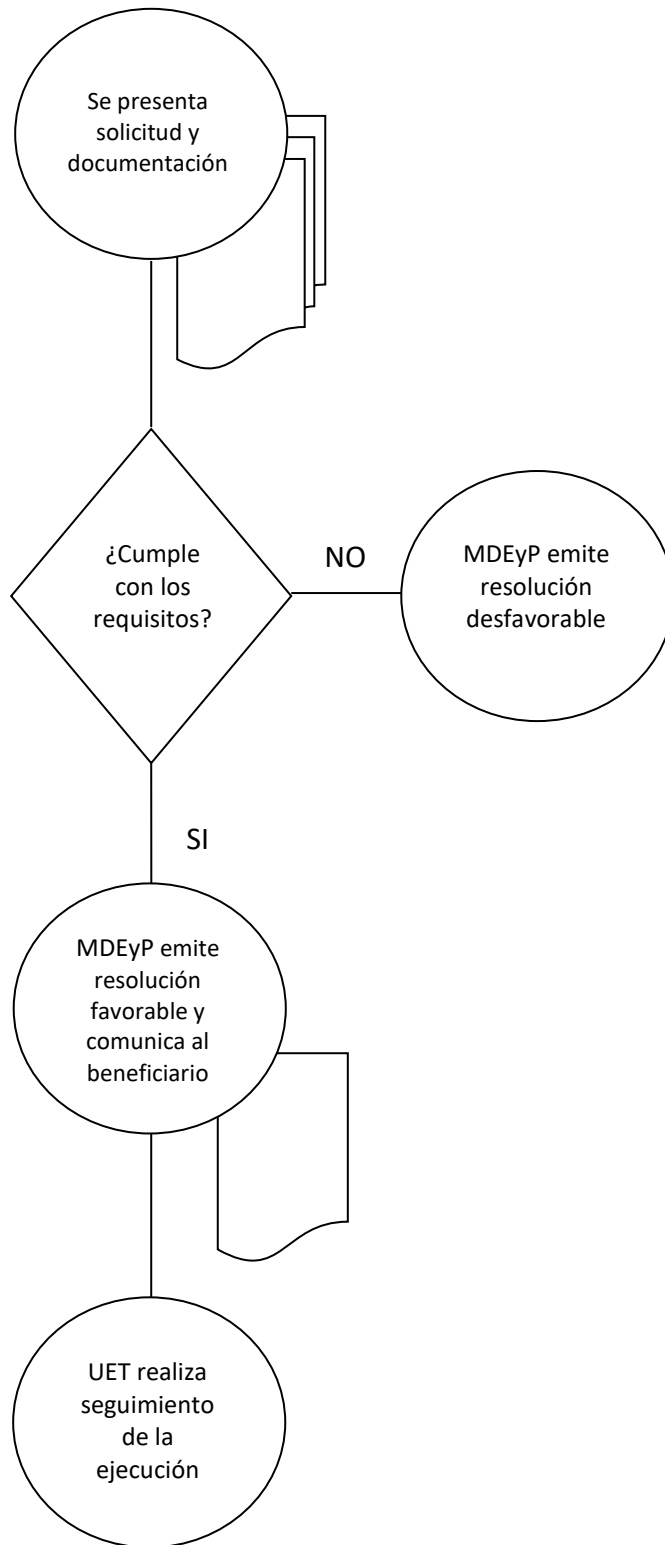 Se presenta
solicitud y
documentación
¿Cumple
con los
requisitos?
NO
MDEyP emite
resolución
desfavorable
SI
MDEyP emite
resolución
favorable y
comunica al
beneficiario
UET realiza
seguimiento
de la
ejecución